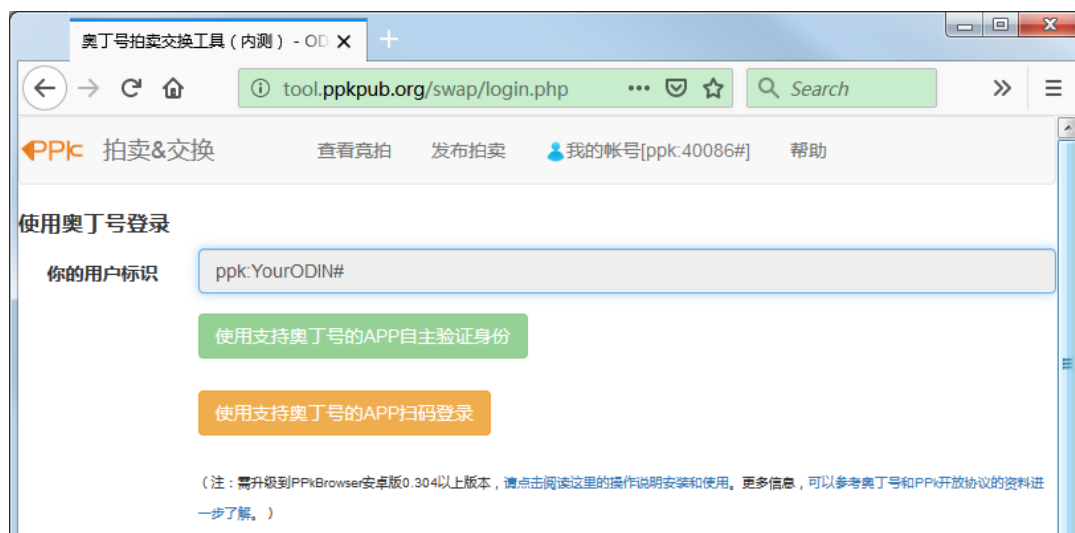 奥丁号拍卖交换工具（内测） - OD
tool.ppkpub.org/swap/login.php
Search
PPk 拍卖&交换 查看竞拍 发布拍卖 我的帐号[ppk:40086#] 帮助
使用奥丁号登录
你的用户标识 ppk:YourODIN#
使用支持奥丁号的APP自主验证身份
使用支持奥丁号的APP扫码登录
（注：需升级到PPkBrowser安卓版0.304以上版本，请点击阅读这里的操作说明安装和使用。更多信息，可以参考奥丁号和PPk开放协议的资料进
一步了解。）